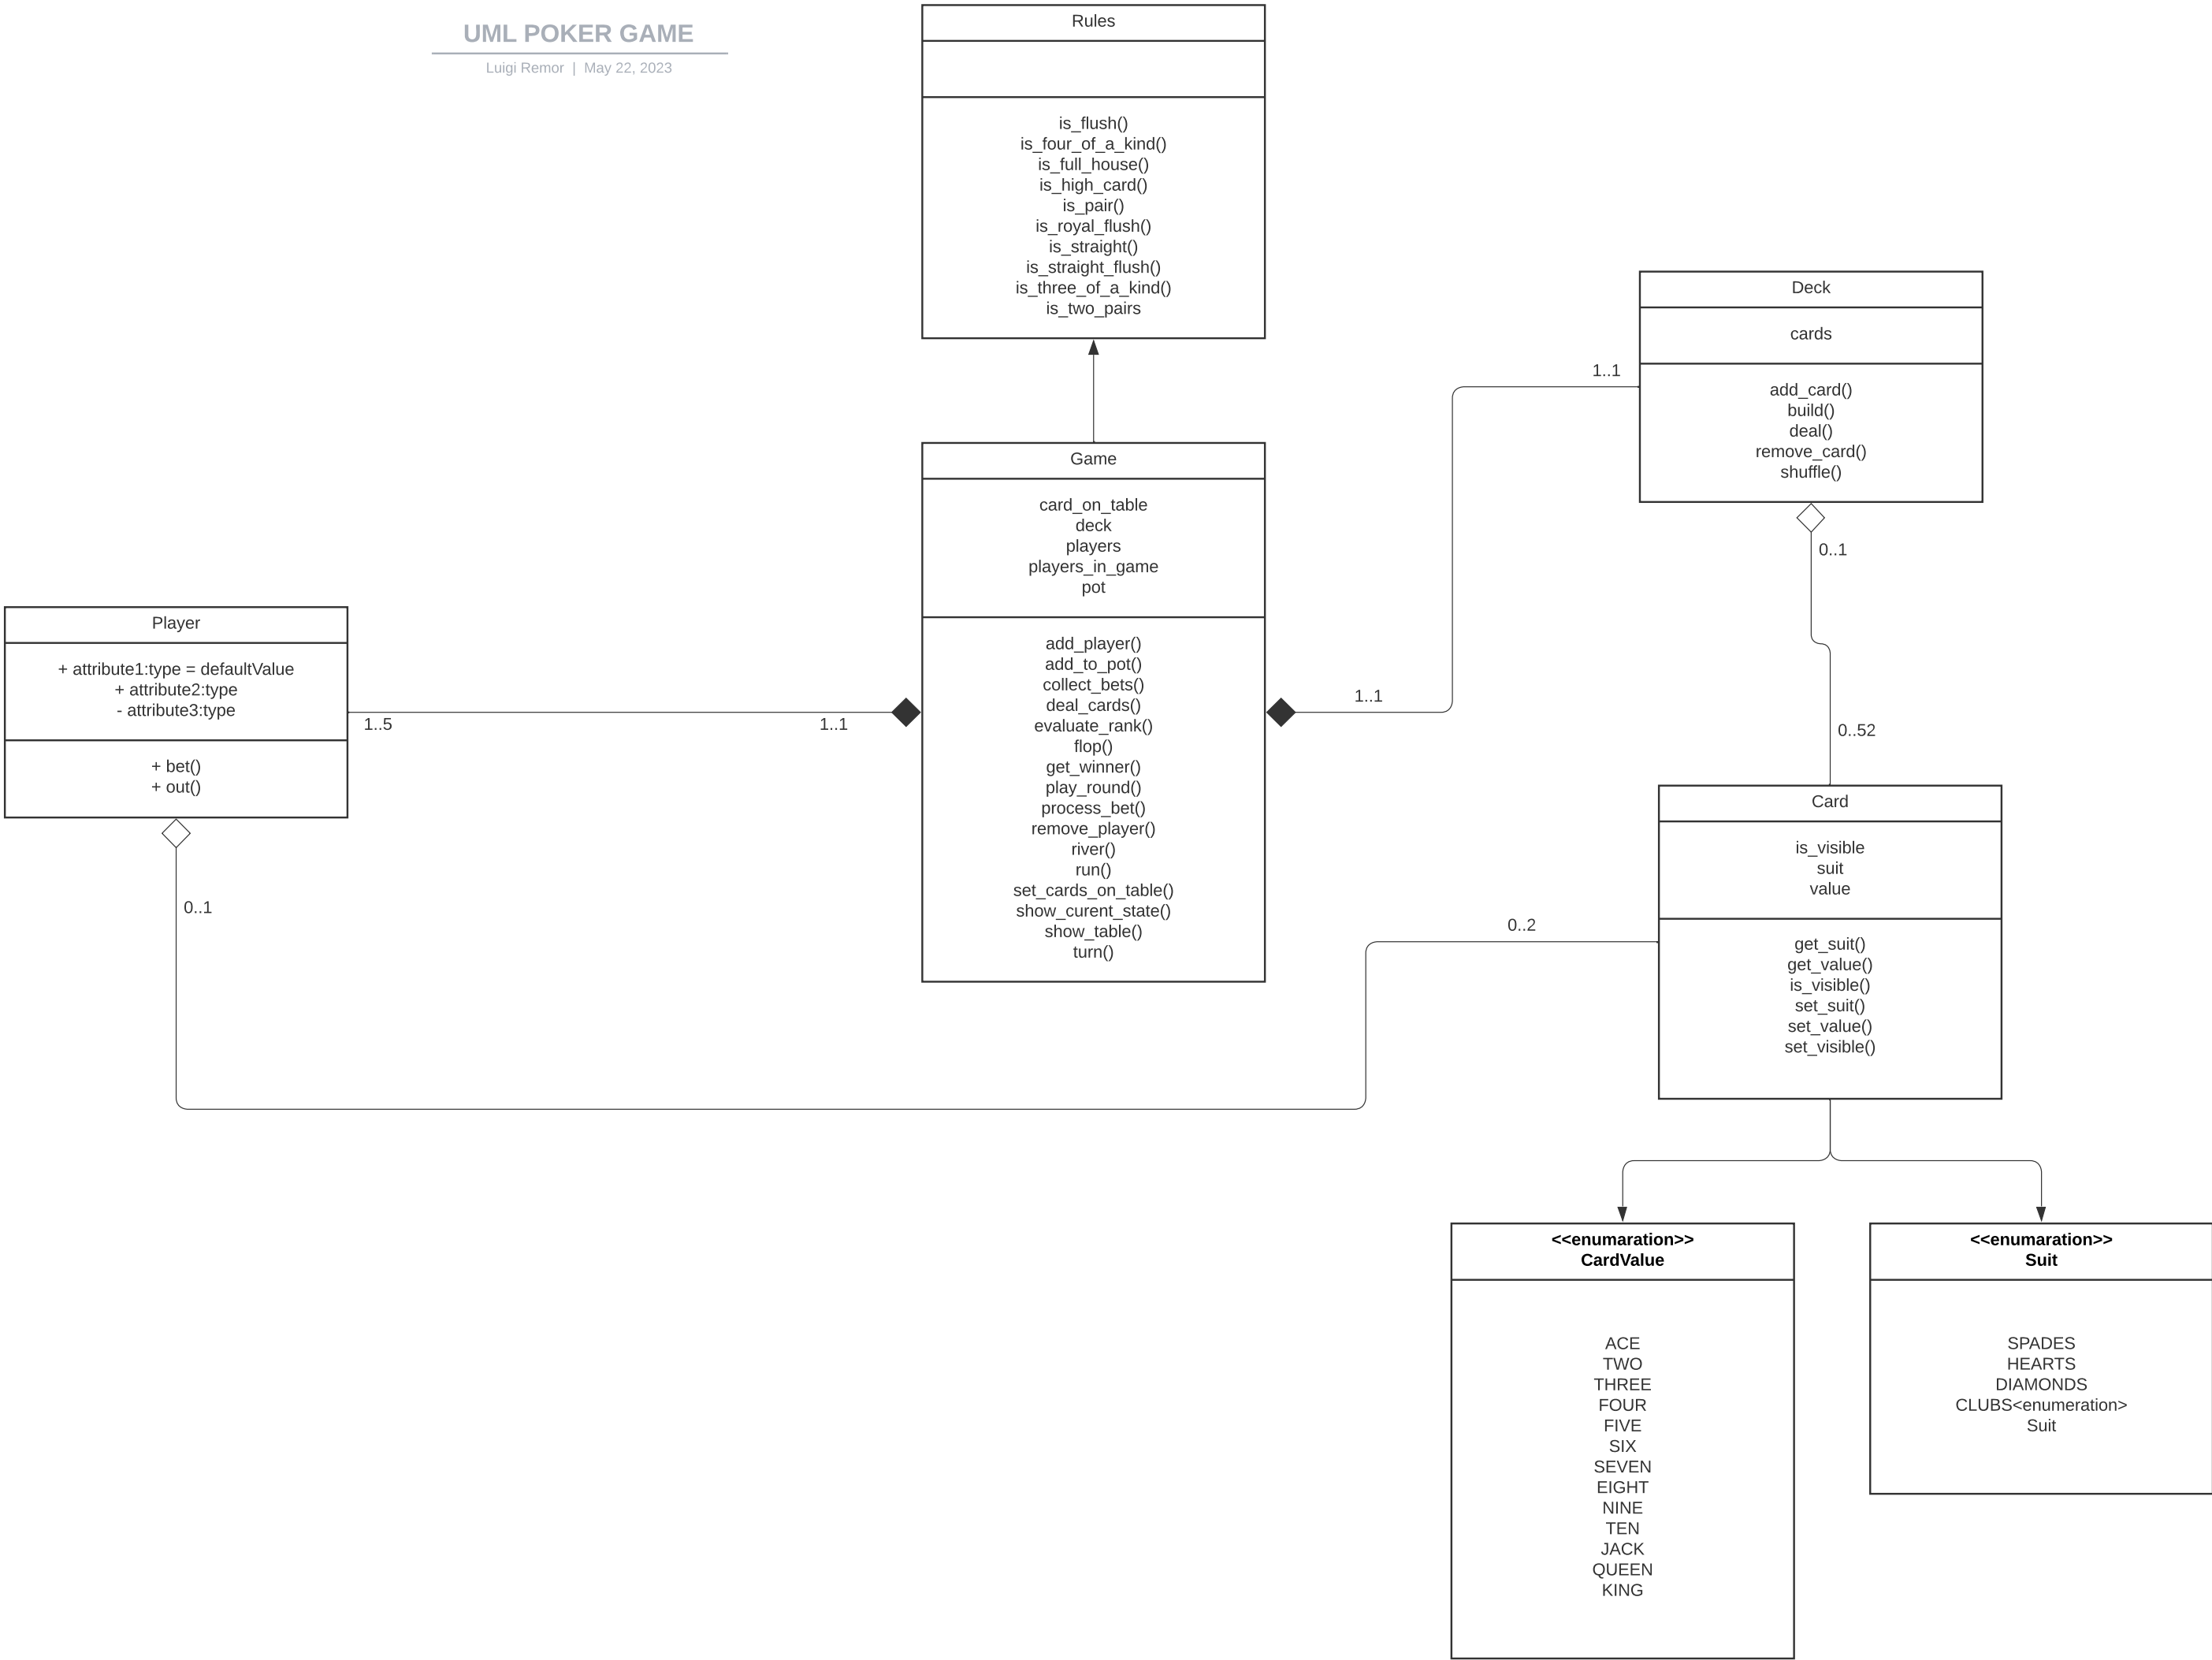 UML POKER GAME
Luigi Remor | May 22, 2023
Rules
is_flush()
is_four_of_a_kind()
is_full_house()
is_high_card()
is_pair()
is_royal_flush()
is_straight()
is_straight_flush()
is_three_of_a_kind()
is_two_pairs
Deck
cards
add_card()
build()
deal()
remove_card()
shuffle()
1..1
1..1
0..1
0..52
Game
card_on_table
deck
players
players_in_game
pot
add_player()
add_to_pot()
collect_bets()
deal_cards()
evaluate_rank()
flop()
get_winner()
play_round()
process_bet()
remove_player()
river()
run()
set_cards_on_table()
show_curent_state()
show_table()
turn()
Player
+ attribute1:type = defaultValue
+ attribute2:type
- attribute3:type
+ bet()
+ out()
1..5
1..1
0..1
0..2
Card
is_visible
suit
value
get_suit()
get_value()
is_visible()
set_suit()
set_value()
set_visible()
<<enumaration>>
CardValue
ACE
TWO
THREE
FOUR
FIVE
SIX
SEVEN
EIGHT
NINE
TEN
JACK
QUEEN
KING
<<enumaration>>
Suit
SPADES
HEARTS
DIAMONDS
CLUBS<enumeration>
Suit